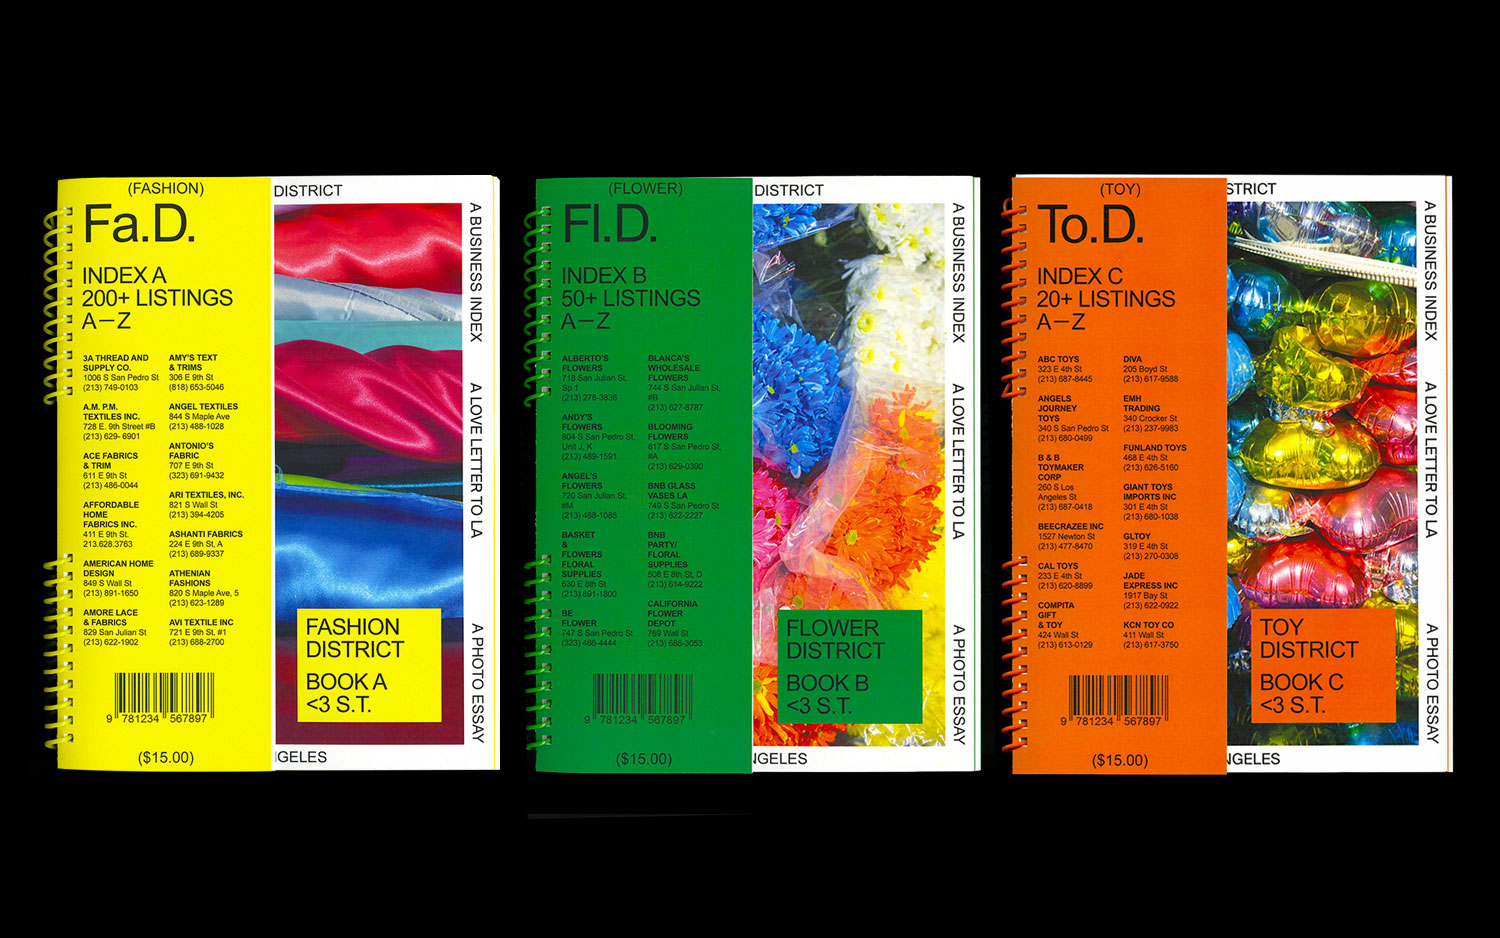 (FASHION)
DISTRICT
Fa.D.
INDEX A
200+ LISTINGS
A—Z
3A THREAD AND
SUPPLY CO.
1006 S San Pedro St
(213) 749-0103
A.M. P.M.
TEXTILES INC.
728 E. 9th Street #B
(213) 629- 6901
ACE FABRICS
& TRIM
611 E 9th St
(213) 486-0044
AFFORDABLE
HOME
FABRICS INC.
411 E 9th St.
213.628.3763
AMERICAN HOME
DESIGN
849 S Wall St
(213) 891-1650
AMORE LACE
& FABRICS
829 San Julian St
(213) 622-1902
AMY'S TEXT
& TRIMS
306 E 9th St
(818) 653-5046
ANGEL TEXTILES
844 S Maple Ave
(213) 488-1028
ANTONIO'S
FABRIC
707 E 9th St
(323) 691-9432
ARI TEXTILES, INC.
821 S Wall St
(213) 394-4205
ASHANTI FABRICS
224 E 9th St, A
(213) 689-9337
ATHENIAN
FASHIONS
820 S Maple Ave, 5
(213) 623-1289
AVI TEXTILE INC
721 E 9th St, #1
(213) 688-2700
9 781234 567897
($15.00)
A BUSINESS INDEX
A LOVE LETTER TO LA
A PHOTO ESSAY
FASHION
DISTRICT
BOOK A
<3 S.T.
NGELES
(FLOWER)
DISTRICT
Fl.D.
INDEX B
50+ LISTINGS
A—Z
ALBERTO'S
FLOWERS
718 San Julian St,
Sp 1
(213) 278-3836
ANDY'S
FLOWERS
804 S San Pedro St,
Unit J, K
(213) 489-1591
ANGEL'S
FLOWERS
720 San Julian St,
#M
(213) 488-1088
BASKET
&
FLOWERS
FLORAL
SUPPLIES
630 E 8th St
(213) 891-1800
BE
FLOWER
747 S San Pedro St
(323) 466-4444
BLANCA'S
WHOLESALE
FLOWERS
744 S San Julian St,
#B
(213) 627-8787
BLOOMING
FLOWERS
817 S San Pedro St,
#A
(213) 629-0390
BNB GLASS
VASES LA
749 S San Pedro St
(213) 622-2227
BNB
PARTY/
FLORAL
SUPPLIES
508 E 8th St, D
(213) 614-9222
CALIFORNIA
FLOWER
DEPOT
769 Wall St
(213) 686-3053
9 781234 567897
($15.00)
A BUSINESS INDEX
A LOVE LETTER TO LA
A PHOTO ESSAY
FLOWER
DISTRICT
BOOK B
<3 S.T.
NGELES
(TOY)
STRICT
To.D.
INDEX C
20+ LISTINGS
A—Z
ABC TOYS
323 E 4th St
(213) 687-8445
ANGELS
JOURNEY
TOYS
340 S San Pedro St
(213) 680-0499
B & B
TOYMAKER
CORP
260 S Los
Angeles St
(213) 687-0418
BEECRAZEE INC
1527 Newton St
(213) 477-8470
CAL TOYS
233 E 4th St
(213) 620-8899
COMPITA
GIFT
& TOY
424 Wall St
(213) 613-0129
DIVA
205 Boyd St
(213) 617-9588
EMH
TRADING
340 Crocker St
(213) 237-9983
FUNLAND TOYS
468 E 4th St
(213) 626-5160
GIANT TOYS
IMPORTS INC
301 E 4th St
(213) 680-1038
GLTOY
319 E 4th St
(213) 270-0308
JADE
EXPRESS INC
1917 Bay St
(213) 622-0922
KCN TOY CO
411 Wall St
(213) 617-3750
9 781234 567897
($15.00)
A BUSINESS INDEX
A LOVE LETTER TO LA
A PHOTO ESSAY
TOY
DISTRICT
BOOK C
<3 S.T.
NGELES